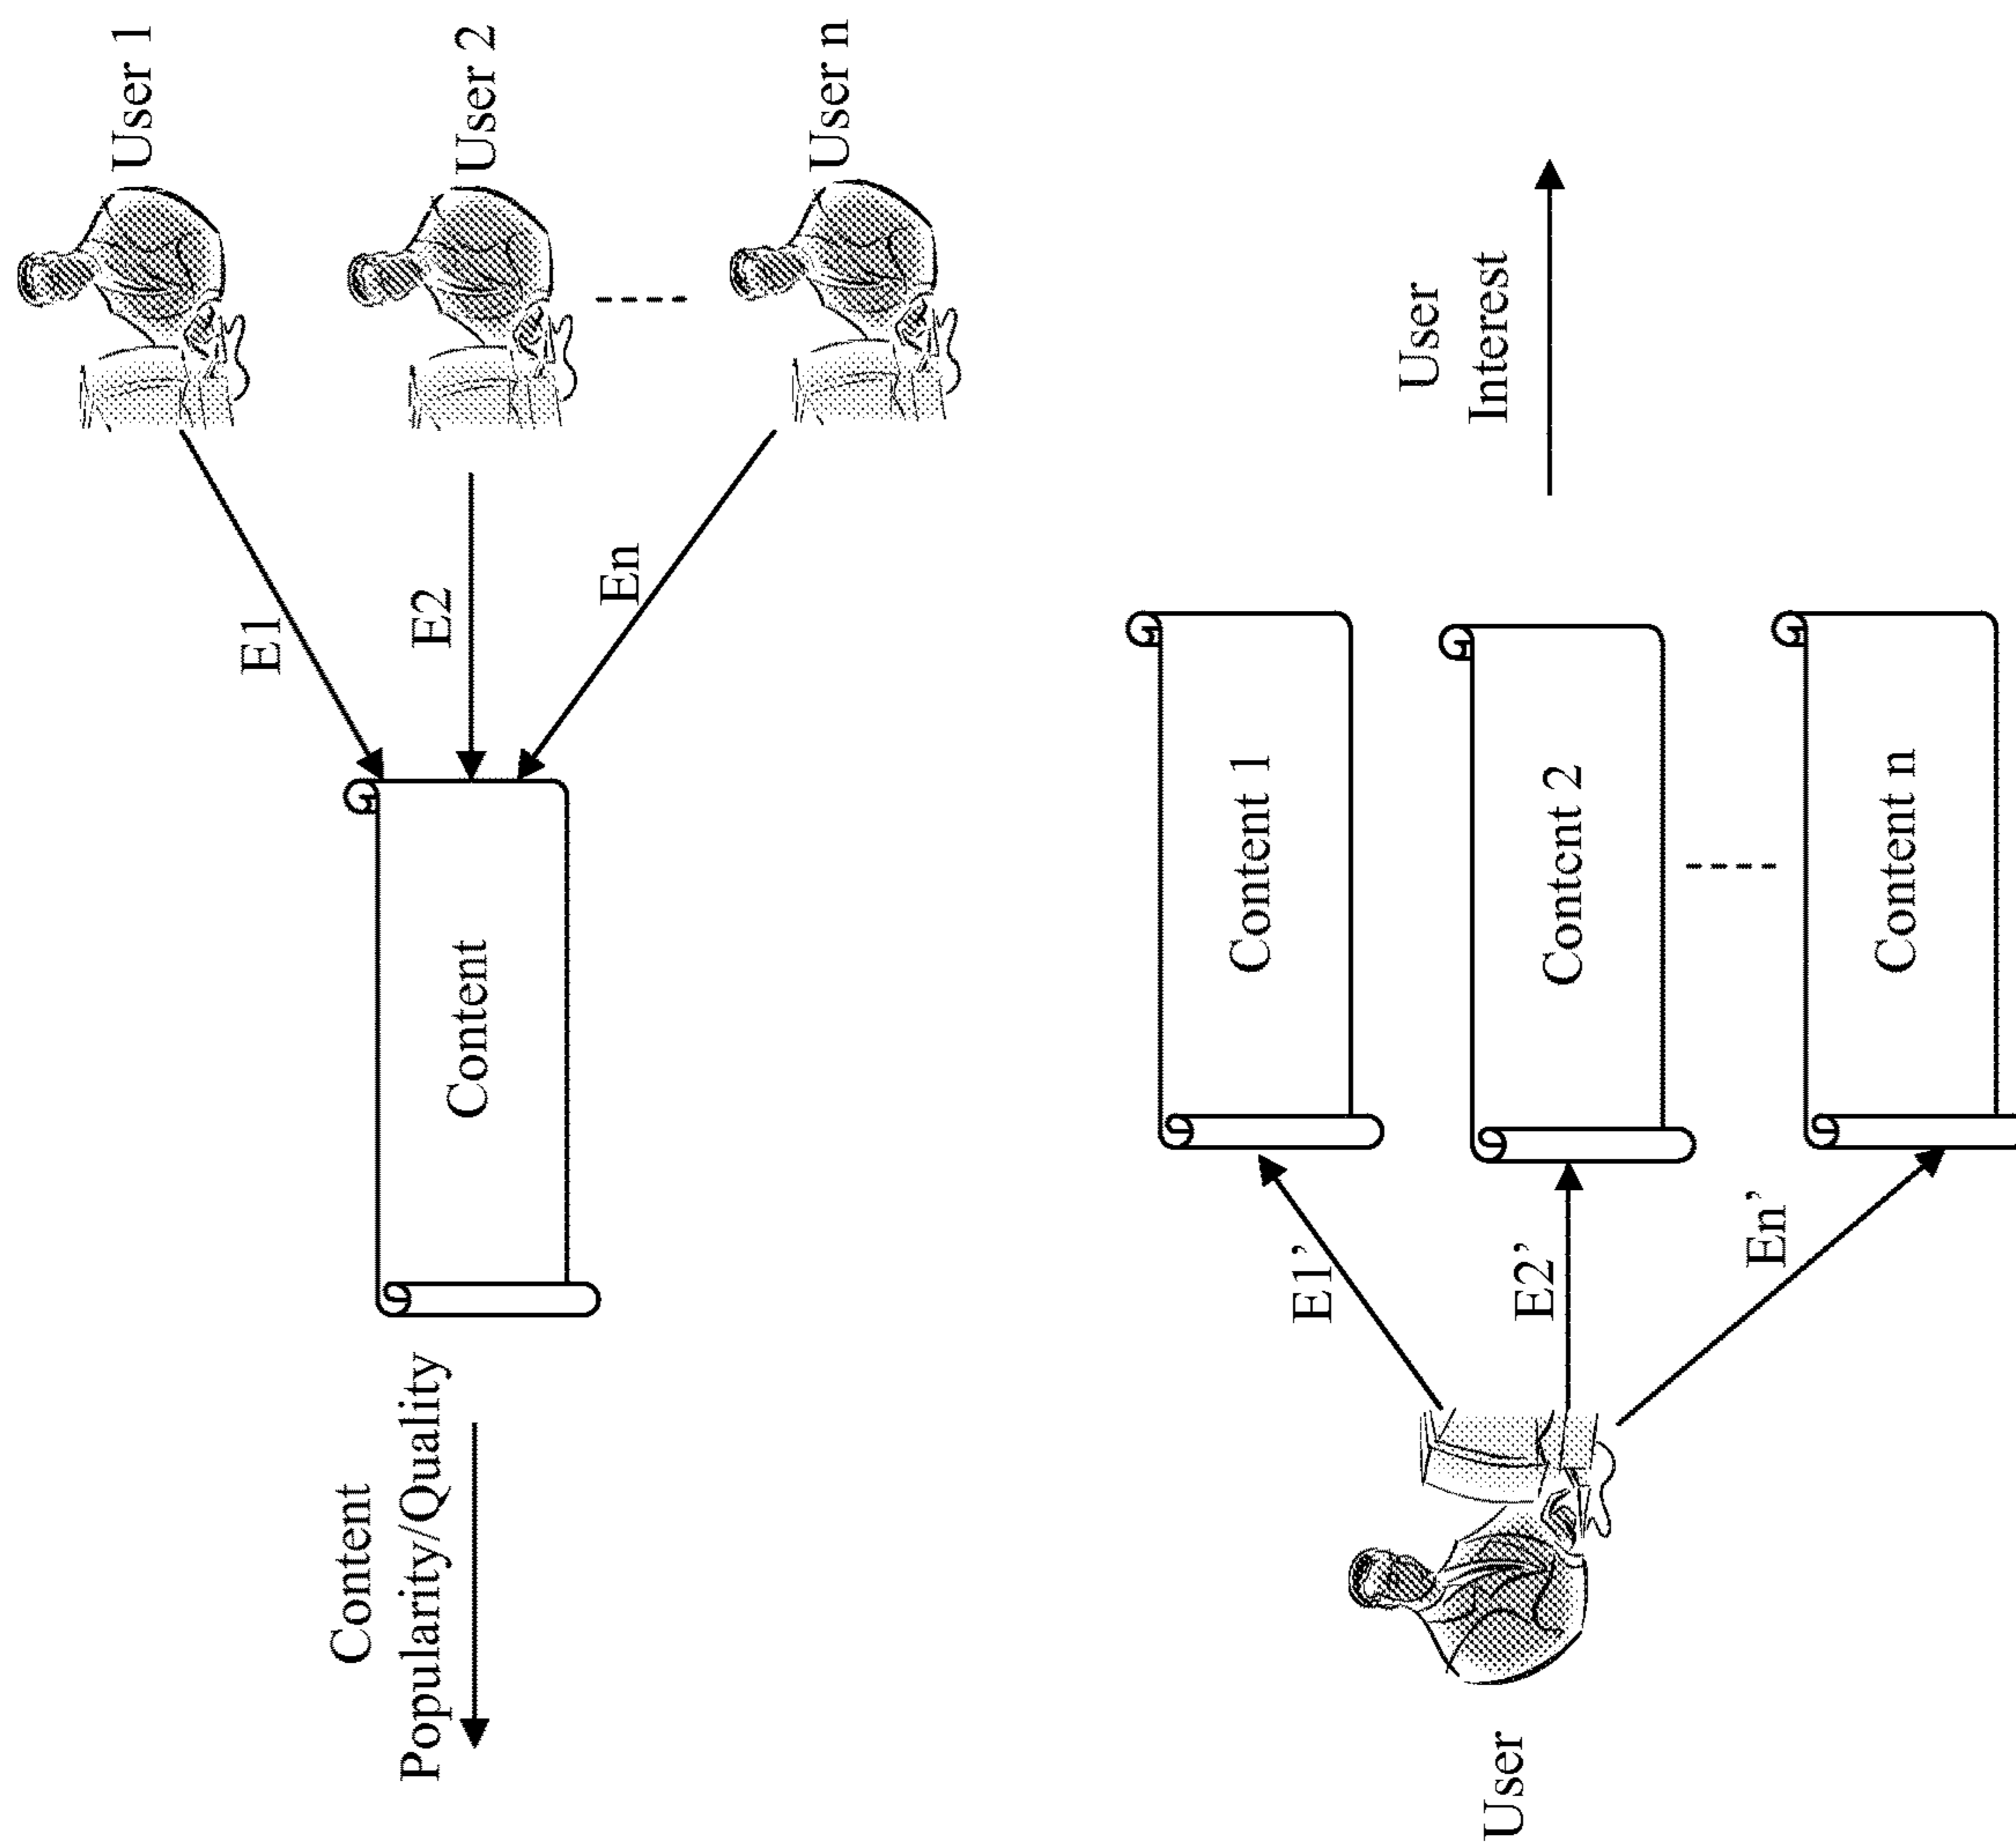 User 1
User 2
User n
E1
E2
En
Content
Content
Popularity/Quality
User
Interest
Content 1
Contcnt 2
Content n
E1’
E2’
En’
User